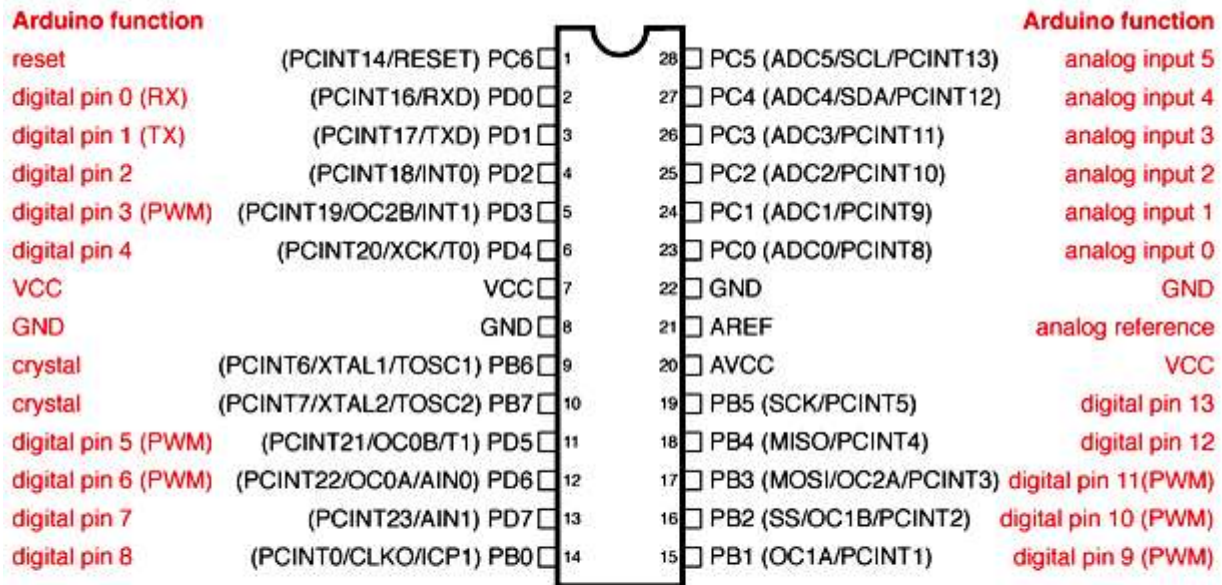 Arduino function Arduino function
reset (PCINT14/RESET) PC6 1 28 PC5 (ADC5/SCL/PCINT13) analog input 5
digital pin 0 (RX) (PCINT16/RXD) PD0 2 27 PC4 (ADC4/SDA/PCINT12) analog input 4
digital pin 1 (TX) (PCINT17/TXD) PD1 3 26 PC3 (ADC3/PCINT11) analog input 3
digital pin 2 (PCINT18/INT0) PD2 4 25 PC2 (ADC2/PCINT10) analog input 2
digital pin 3 (PWM) (PCINT19/OC2B/INT1) PD3 5 24 PC1 (ADC1/PCINT9) analog input 1
digital pin 4 (PCINT20/XCK/T0) PD4 6 23 PC0 (ADC0/PCINT8) analog input 0
VCC VCC 7 22 GND GND
GND GND 8 21 AREF analog reference
crystal (PCINT6/XTAL1/TOSC1) PB6 9 20 AVCC VCC
crystal (PCINT7/XTAL2/TOSC2) PB7 10 19 PB5 (SCK/PCINT5) digital pin 13
digital pin 5 (PWM) (PCINT21/OC0B/T1) PD5 11 18 PB4 (MISO/PCINT4) digital pin 12
digital pin 6 (PWM) (PCINT22/OC0A/AIN0) PD6 12 17 PB3 (MOSI/OC2A/PCINT3) digital pin 11(PWM)
digital pin 7 (PCINT23/AIN1) PD7 13 16 PB2 (SS/OC1B/PCINT2) digital pin 10 (PWM)
digital pin 8 (PCINT0/CLKO/ICP1) PB0 14 15 PB1 (OC1A/PCINT1) digital pin 9 (PWM)